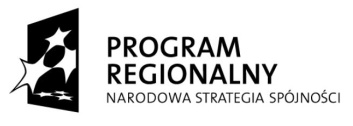 PROGRAM
REGIONALNY
NARODOWA STRATEGIA SPÓJNOŚCI